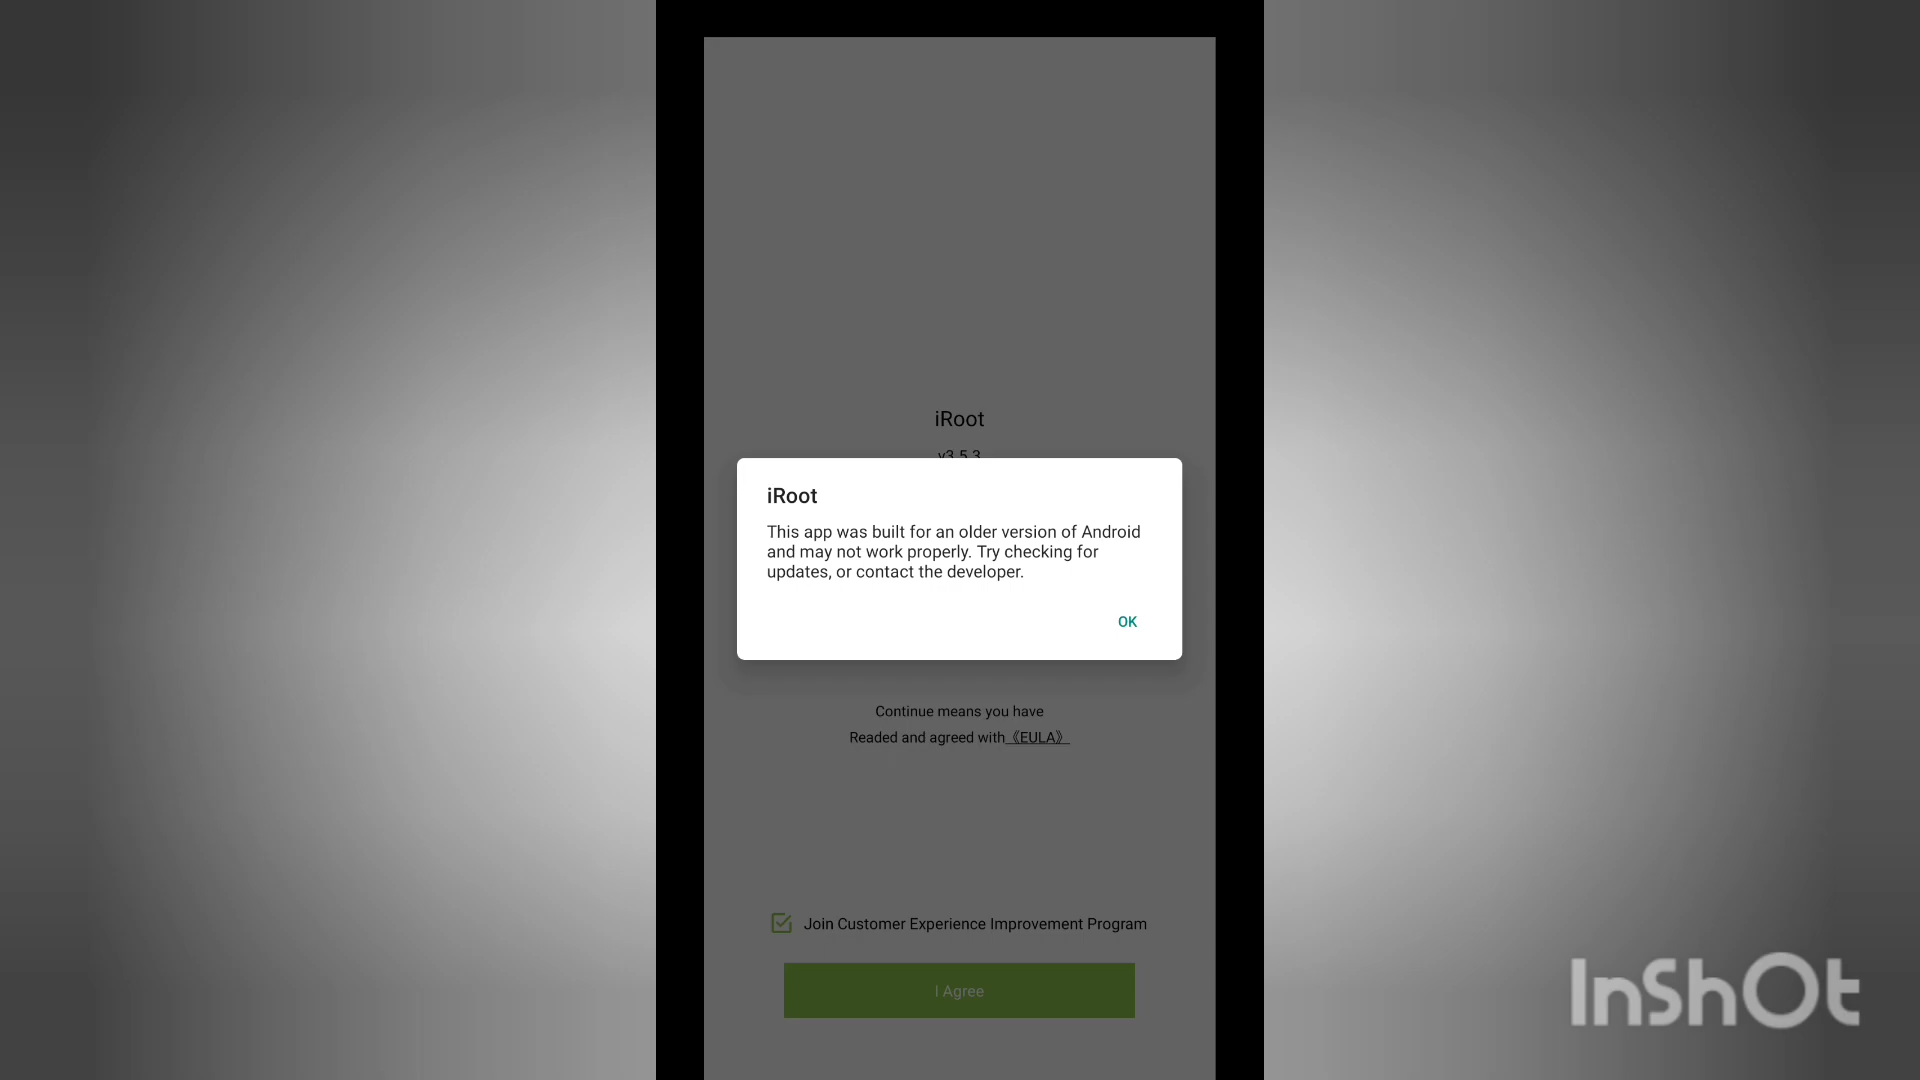 iRoot
v3.5.3
iRoot
This app was built for an older version of Android
and may not work properly. Try checking for
updates, or contact the developer.
OK
Continue means you have
Readed and agreed with《EULA》
Join Customer Experience Improvement Program
I Agree
InShOt